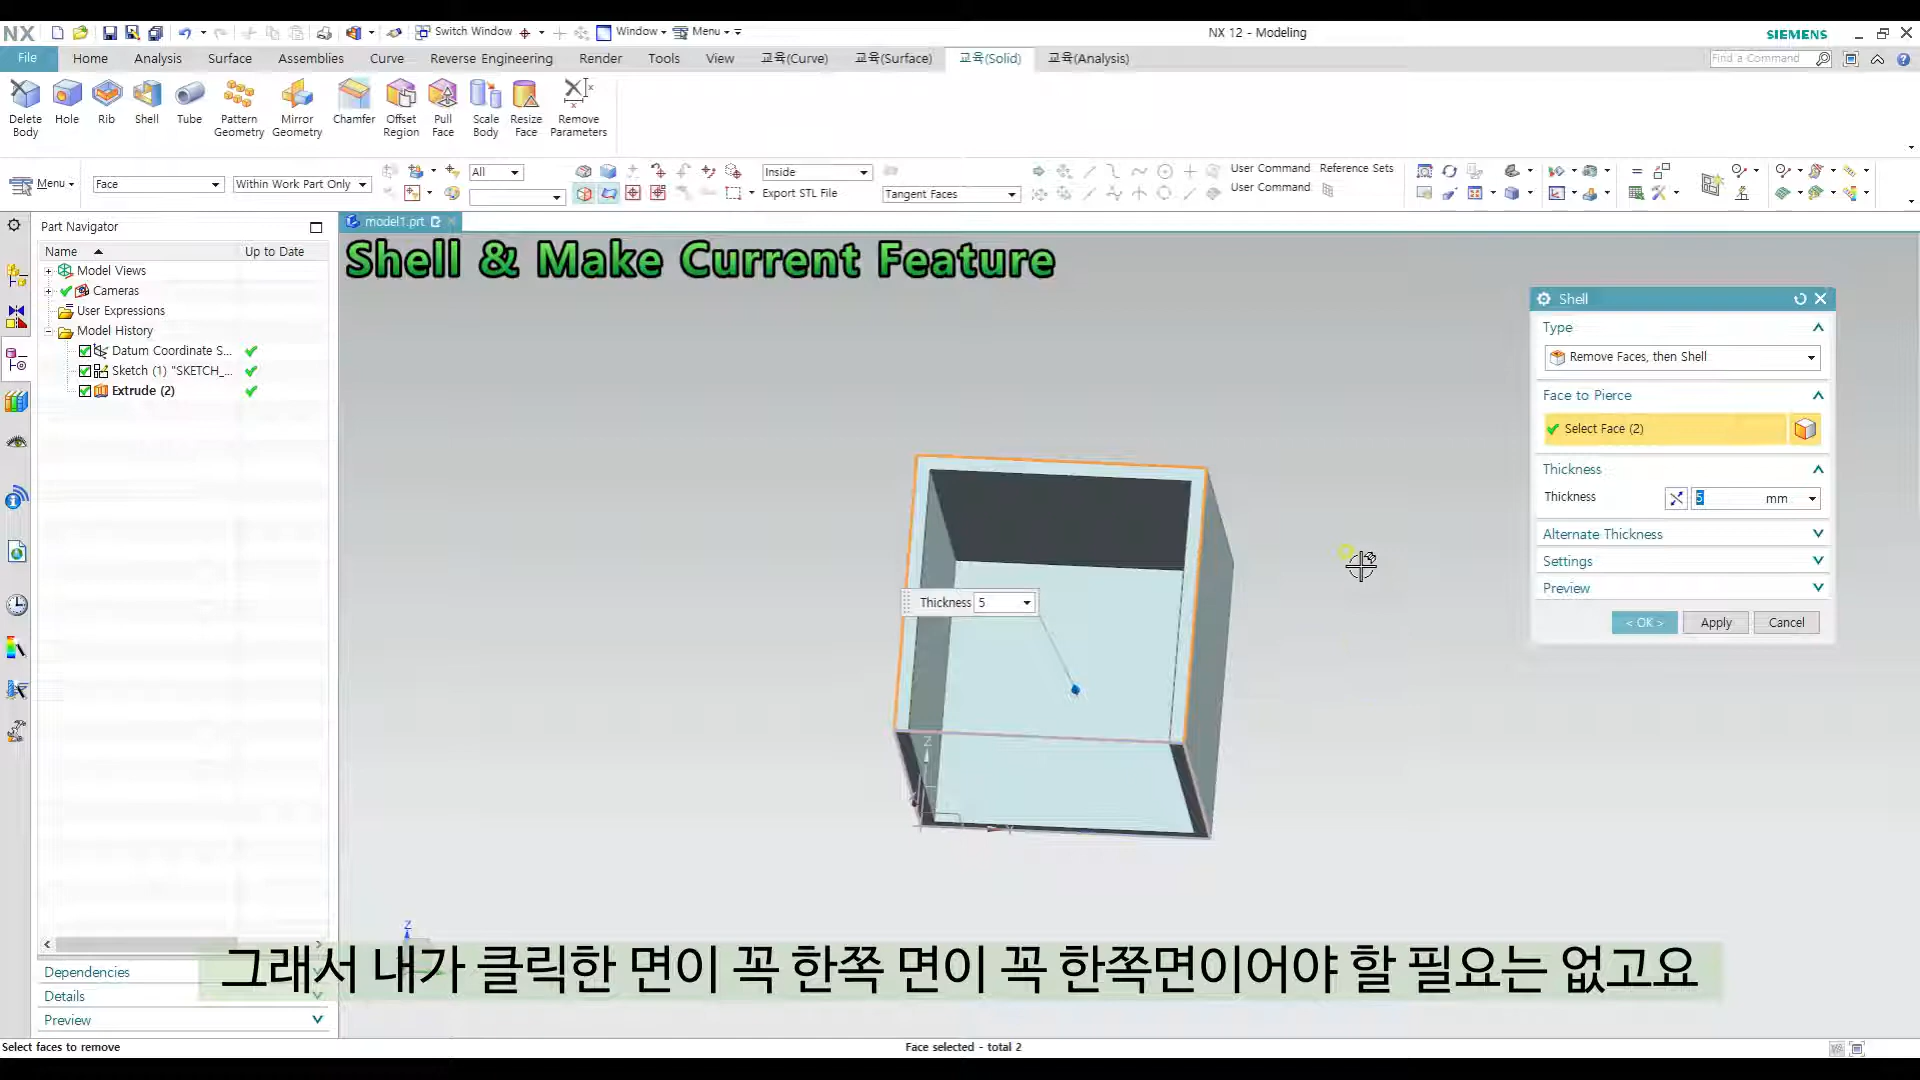 NX
Switch Window
Window
Menu
NX 12 - Modeling
SIEMENS
File
Home
Analysis
Surface
Assemblies
Curve
Reverse Engineering
Render
Tools
View
교육(Curve)
교육(Surface)
교육(Solid)
교육(Analysis)
Find a Command
Delete Body
Hole
Rib
Shell
Tube
Pattern Geometry
Mirror Geometry
Chamfer
Offset Region
Pull Face
Scale Body
Resize Face
Remove Parameters
Menu
Face
Within Work Part Only
All
Inside
Export STL File
Tangent Faces
User Command
Reference Sets
User Command
Part Navigator
model1.prt
Name
Up to Date
Model Views
Cameras
User Expressions
Model History
Datum Coordinate S...
Sketch (1) "SKETCH_...
Extrude (2)
Shell & Make Current Feature
Shell
Type
Remove Faces, then Shell
Face to Pierce
Select Face (2)
Thickness
Thickness
5
mm
Alternate Thickness
Settings
Preview
< OK >
Apply
Cancel
Thickness 5
Z
Y
Z
그래서 내가 클릭한 면이 꼭 한쪽 면이 꼭 한쪽면이어야 할 필요는 없고요
Dependencies
Details
Preview
Select faces to remove
Face selected - total 2